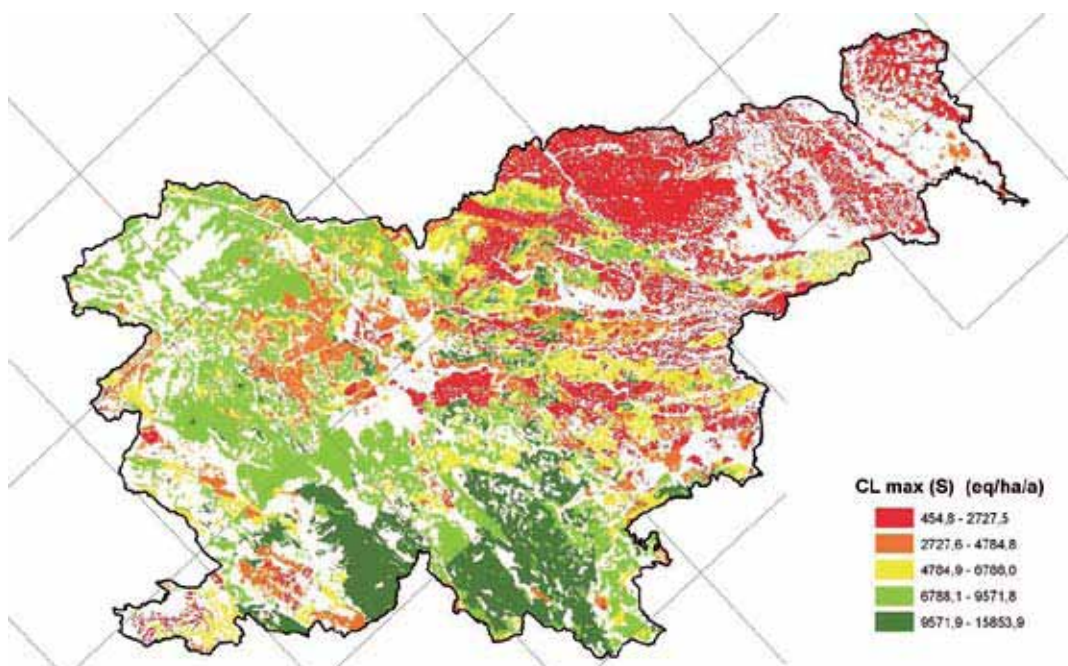 CL max (S) (eq/ha/a)
454,8 - 2727,5
2727,6 - 4784,8
4784,9 - 6788,0
6788,1 - 9571,8
9571,9 - 15853,9